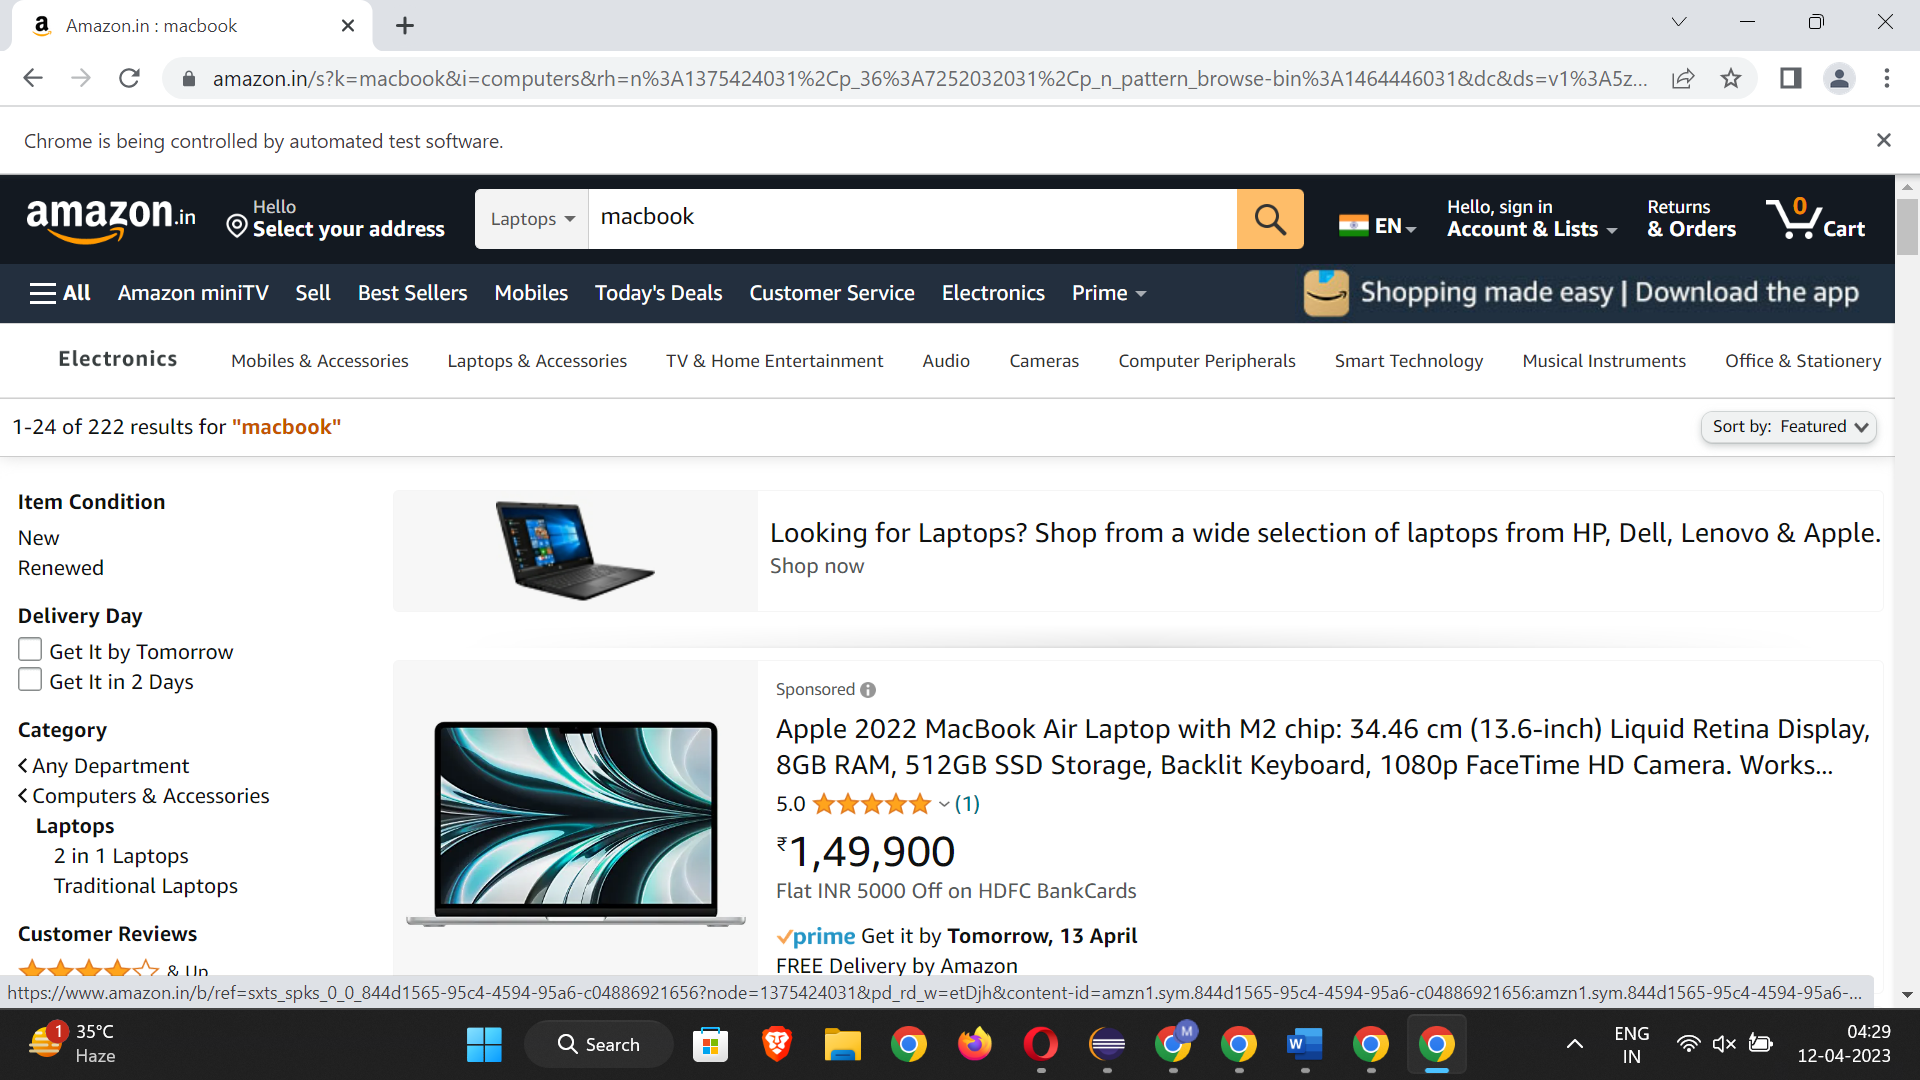 Amazon.in : macbook
amazon.in/s?k=macbook&i=computers&rh=n%3A1375424031%2Cp_36%3A7252032031%2Cp_n_pattern_browse-bin%3A1464446031&dc&ds=v1%3A5z...
Chrome is being controlled by automated test software.
amazon.in
Hello
Select your address
Laptops
macbook
EN
Hello, sign in
Account & Lists
Returns
& Orders
0
Cart
All
Amazon miniTV
Sell
Best Sellers
Mobiles
Today's Deals
Customer Service
Electronics
Prime
Shopping made easy | Download the app
Electronics
Mobiles & Accessories
Laptops & Accessories
TV & Home Entertainment
Audio
Cameras
Computer Peripherals
Smart Technology
Musical Instruments
Office & Stationery
1-24 of 222 results for "macbook"
Sort by: Featured
Item Condition
New
Renewed
Delivery Day
Get It by Tomorrow
Get It in 2 Days
Category
Any Department
Computers & Accessories
Laptops
2 in 1 Laptops
Traditional Laptops
Customer Reviews
& Up
Looking for Laptops? Shop from a wide selection of laptops from HP, Dell, Lenovo & Apple.
Shop now
Sponsored
Apple 2022 MacBook Air Laptop with M2 chip: 34.46 cm (13.6-inch) Liquid Retina Display,
8GB RAM, 512GB SSD Storage, Backlit Keyboard, 1080p FaceTime HD Camera. Works...
5.0 (1)
₹1,49,900
Flat INR 5000 Off on HDFC BankCards
prime Get it by Tomorrow, 13 April
FREE Delivery by Amazon
https://www.amazon.in/b/ref=sxts_spks_0_0_844d1565-95c4-4594-95a6-c04886921656?node=1375424031&pd_rd_w=etDjh&content-id=amzn1.sym.844d1565-95c4-4594-95a6-c04886921656:amzn1.sym.844d1565-95c4-4594-95a6-...
1
35°C
Haze
Search
M
W
ENG
IN
04:29
12-04-2023